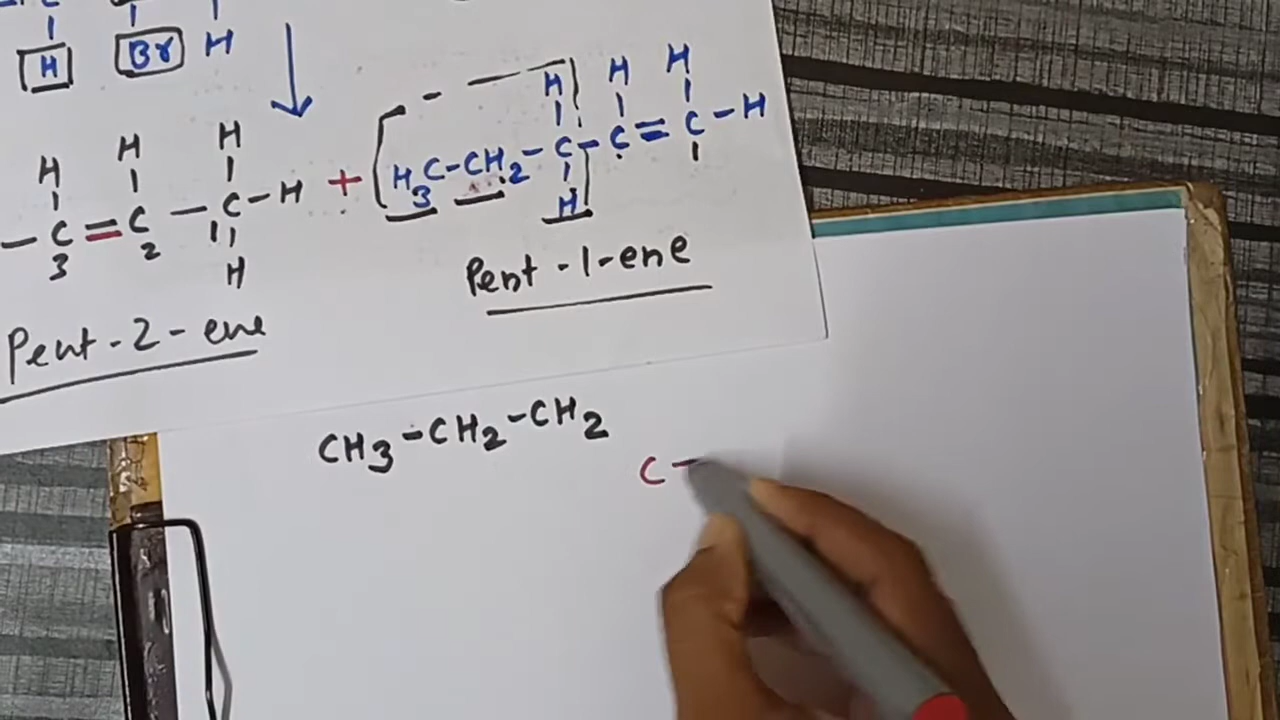 H Br H
H H H H H H
H3C-CH2-C-C=C-H
-C=C-C-H + H
3 2 H
Pent-1-ene
Pent-2-ene
CH3-CH2-CH2
C-